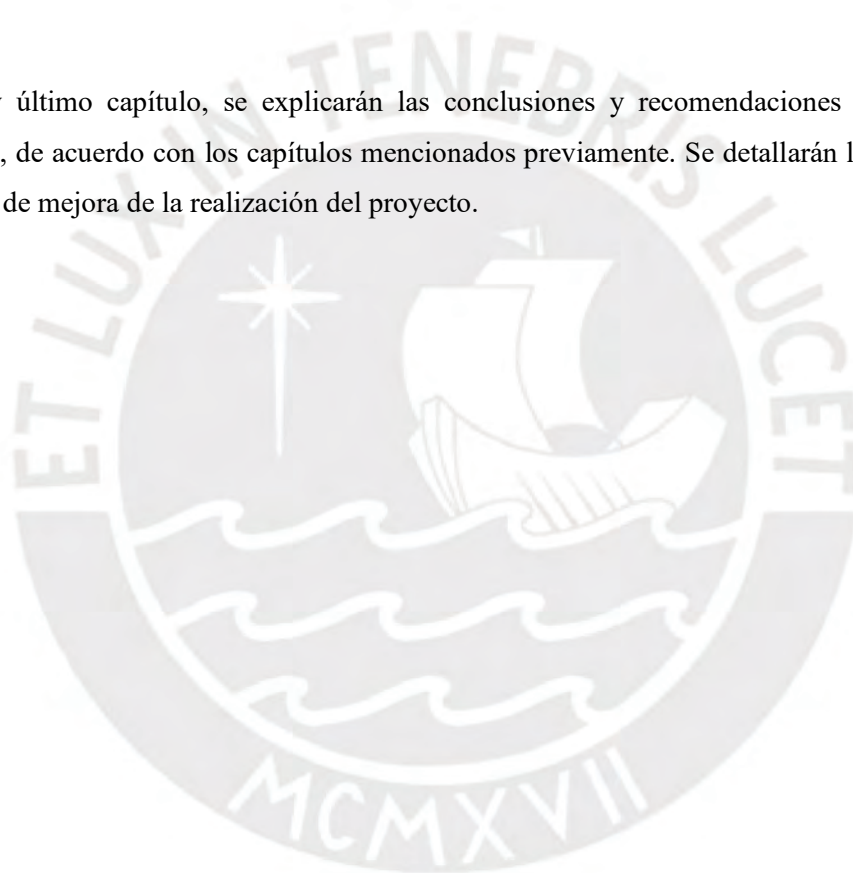 último capítulo, se explicarán las conclusiones y recomendaciones
, de acuerdo con los capítulos mencionados previamente. Se detallarán l
de mejora de la realización del proyecto.
ET LUX IN TENEBRIS LUCET
MCMXVII